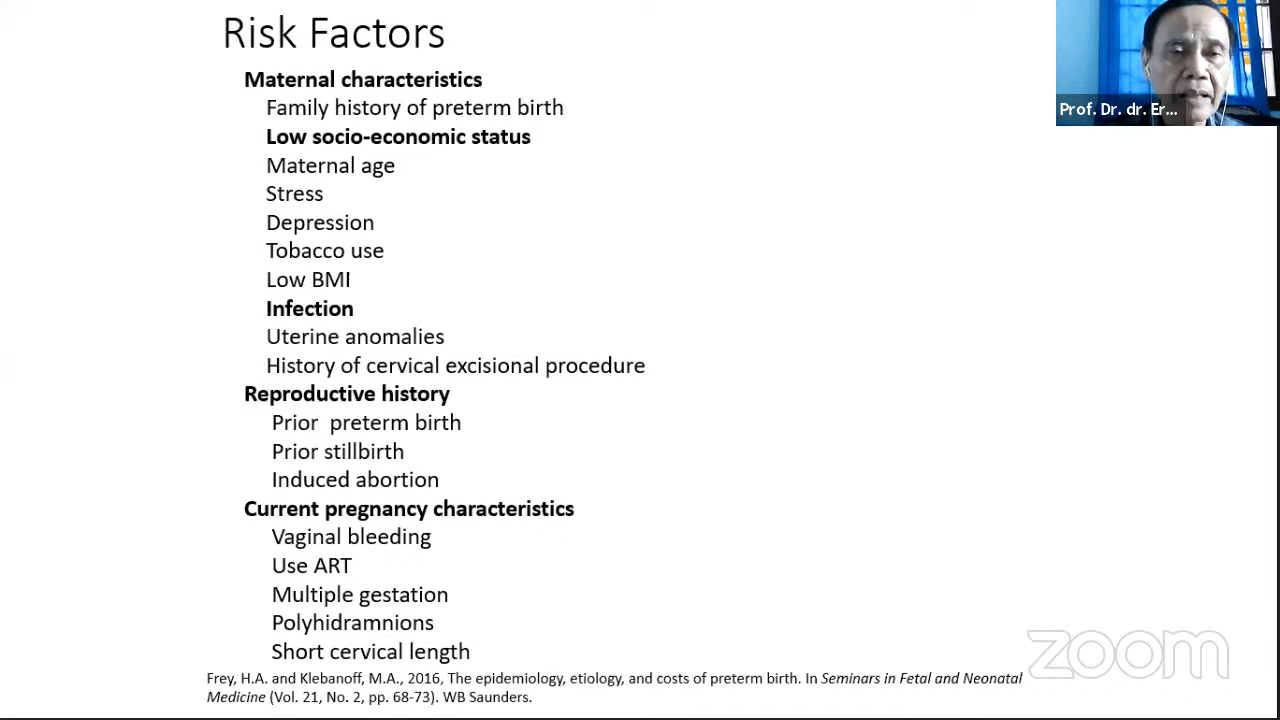 Risk Factors
Maternal characteristics
Family history of preterm birth
Low socio-economic status
Maternal age
Stress
Depression
Tobacco use
Low BMI
Infection
Uterine anomalies
History of cervical excisional procedure
Reproductive history
Prior preterm birth
Prior stillbirth
Induced abortion
Current pregnancy characteristics
Vaginal bleeding
Use ART
Multiple gestation
Polyhidramnions
Short cervical length
Frey, H.A. and Klebanoff, M.A., 2016, The epidemiology, etiology, and costs of preterm birth. In Seminars in Fetal and Neonatal
Medicine (Vol. 21, No. 2, pp. 68-73). WB Saunders.
Prof. Dr. dr. Er...
zoom